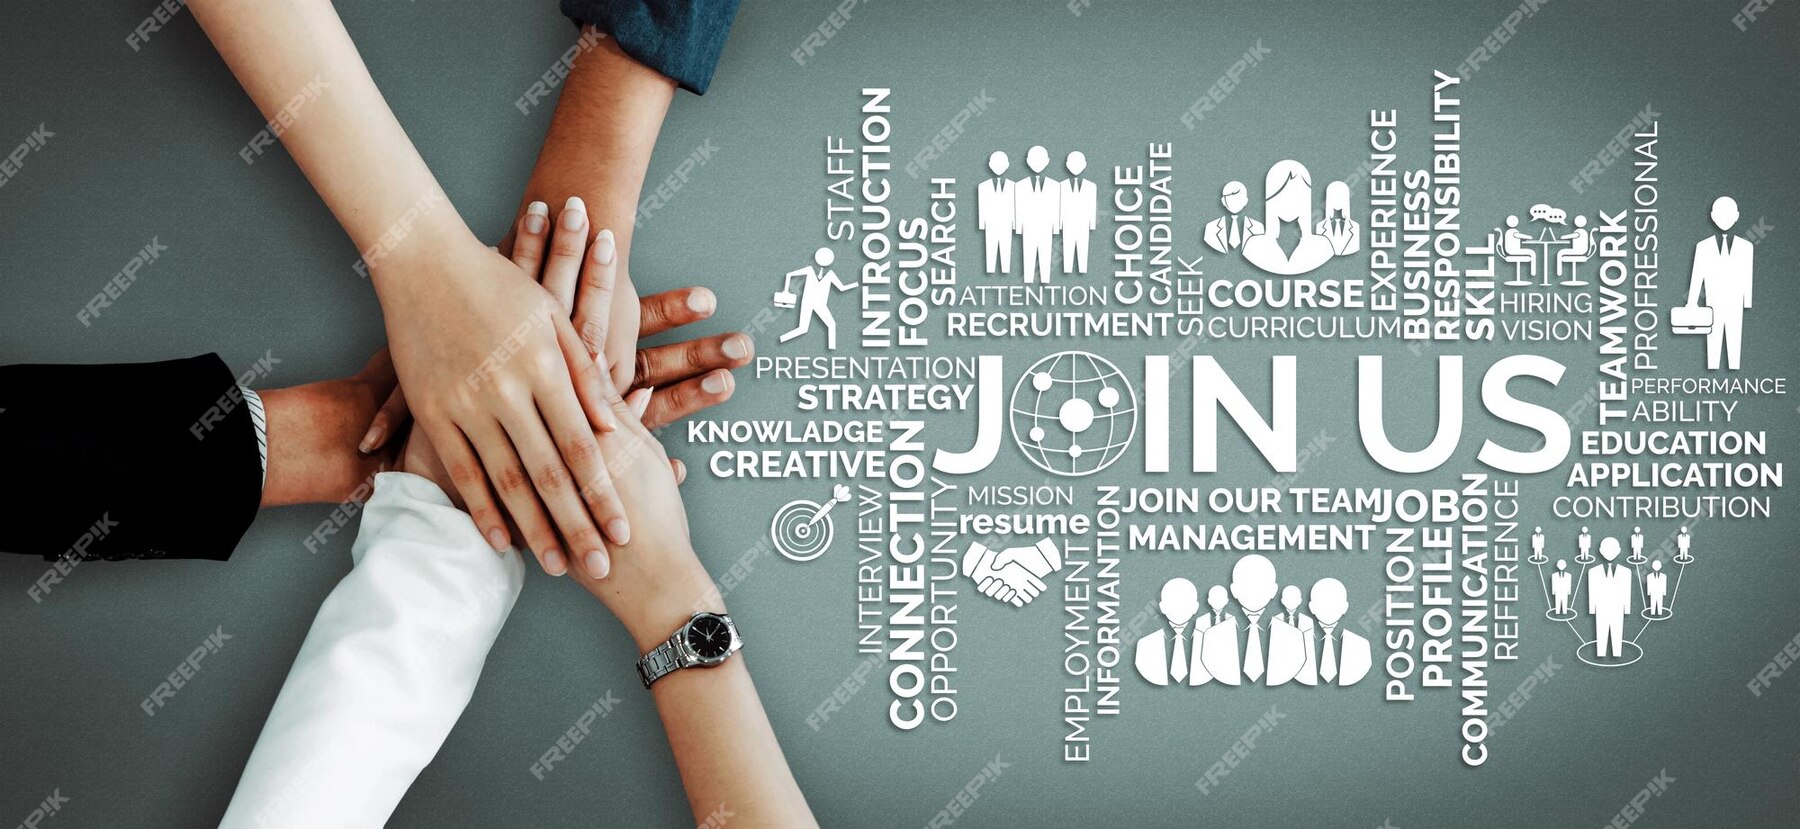 STAFF
INTROUCTION
FOCUS
SEARCH
ATTENTION
RECRUITMENT
CHOICE
CANDIDATE
SEEK
COURSE
CURRICULUM
EXPERIENCE
BUSINESS
RESPONSIBILITY
SKILL
HIRING
VISION
TEAMWORK
PROFRESSIONAL
PRESENTATION
STRATEGY
KNOWLADGE
CREATIVE
JOIN US
PERFORMANCE
ABILITY
EDUCATION
APPLICATION
CONTRIBUTION
INTERVIEW
CONNECTION
OPPORTUNITY
MISSION
resume
EMPLOYMENT
INFORMANTION
JOIN OUR TEAM
MANAGEMENT
JOB
POSITION
PROFILE
COMMUNICATION
REFERENCE
FREEPIK